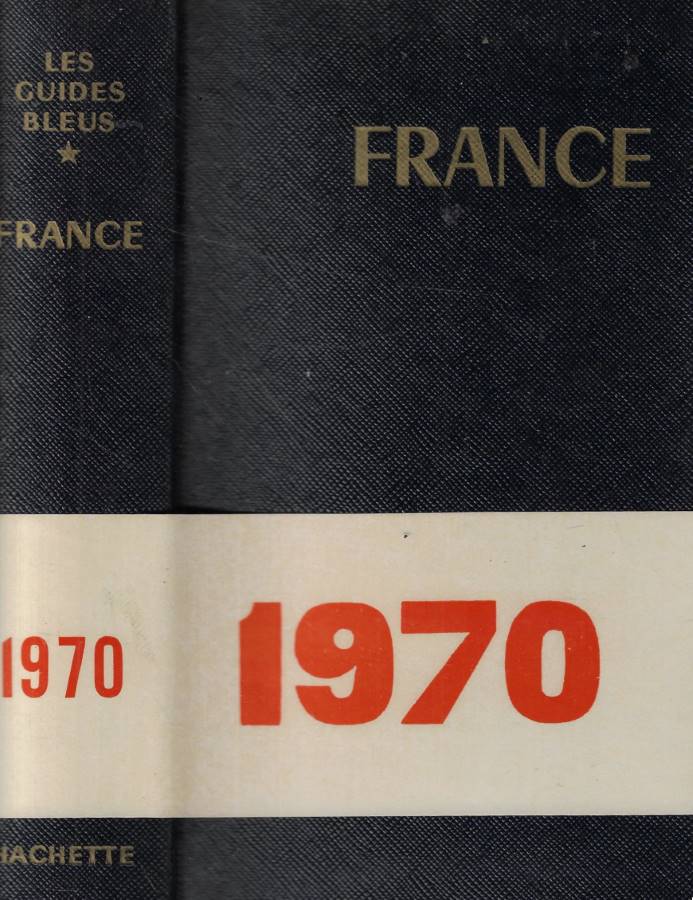 LES
GUIDES
BLEUS
★
FRANCE
1970
HACHETTE
FRANCE
1970